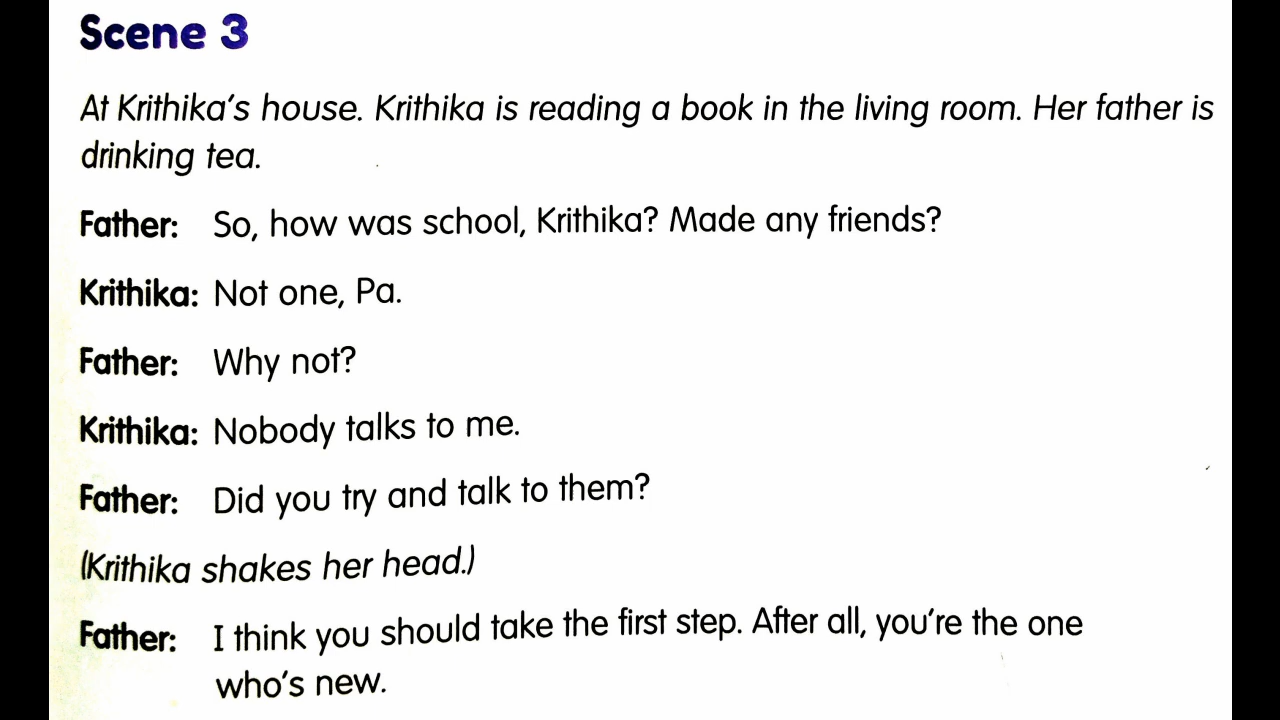 Scene 3
At Krithika's house. Krithika is reading a book in the living room. Her father is
drinking tea.
Father: So, how was school, Krithika? Made any friends?
Krithika: Not one, Pa.
Father: Why not?
Krithika: Nobody talks to me.
Father: Did you try and talk to them?
(Krithika shakes her head.)
Father: I think you should take the first step. After all, you're the one
who's new.